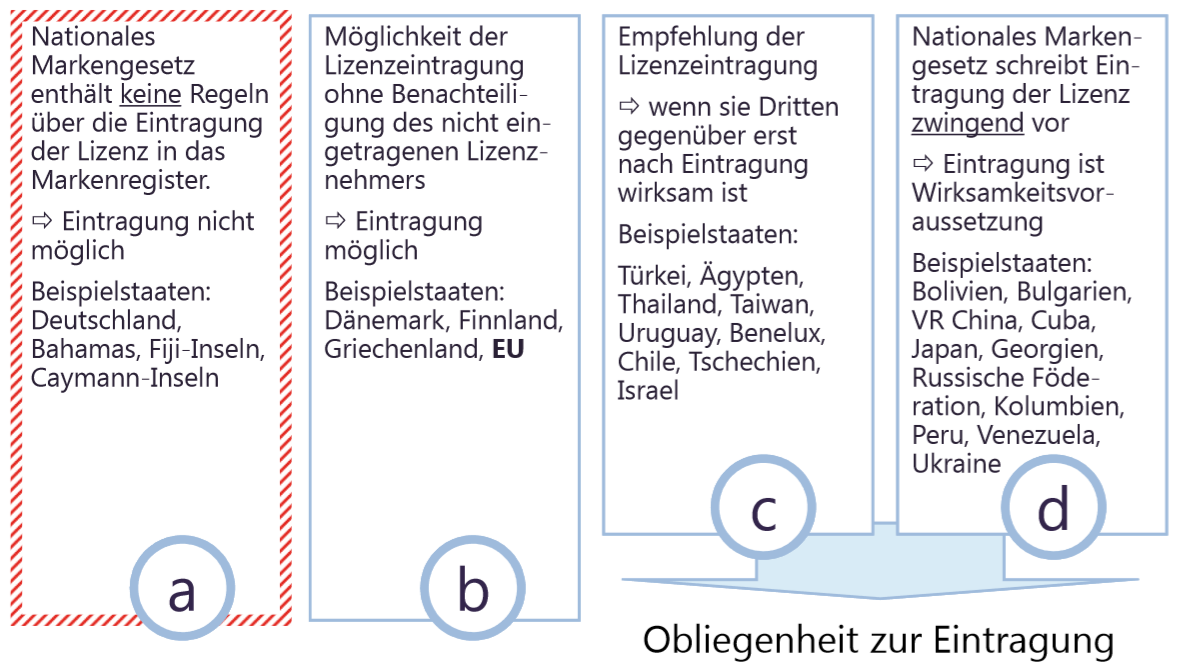 Nationales
Markengesetz
enthält keine Regeln
über die Eintragung
der Lizenz in das
Markenregister.
⇨ Eintragung nicht
möglich
Beispielstaaten:
Deutschland,
Bahamas, Fiji-Inseln,
Caymann-Inseln
a
Möglichkeit der
Lizenzeintragung
ohne Benachteili-
gung des nicht ein-
getragenen Lizenz-
nehmers
⇨ Eintragung
möglich
Beispielstaaten:
Dänemark, Finnland,
Griechenland, EU
b
Empfehlung der
Lizenzeintragung
⇨ wenn sie Dritten
gegenüber erst
nach Eintragung
wirksam ist
Beispielstaaten:
Türkei, Ägypten,
Thailand, Taiwan,
Uruguay, Benelux,
Chile, Tschechien,
Israel
c
Nationales Marken-
gesetz schreibt Ein-
tragung der Lizenz
zwingend vor
⇨ Eintragung ist
Wirksamkeitsvor-
aussetzung
Beispielstaaten:
Bolivien, Bulgarien,
VR China, Cuba,
Japan, Georgien,
Russische Föde-
ration, Kolumbien,
Peru, Venezuela,
Ukraine
d
Obliegenheit zur Eintragung